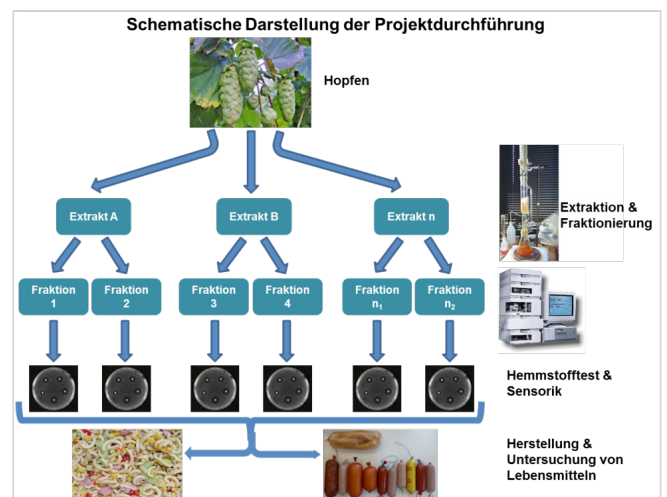 Schematische Darstellung der Projektdurchführung
Hopfen
Extraktion &
Fraktionierung
Extrakt A
Extrakt B
Extrakt n
Fraktion
1
Fraktion
2
Fraktion
3
Fraktion
4
Fraktion
n₁
Fraktion
n₂
Hemmstofftest &
Sensorik
Herstellung &
Untersuchung von
Lebensmitteln